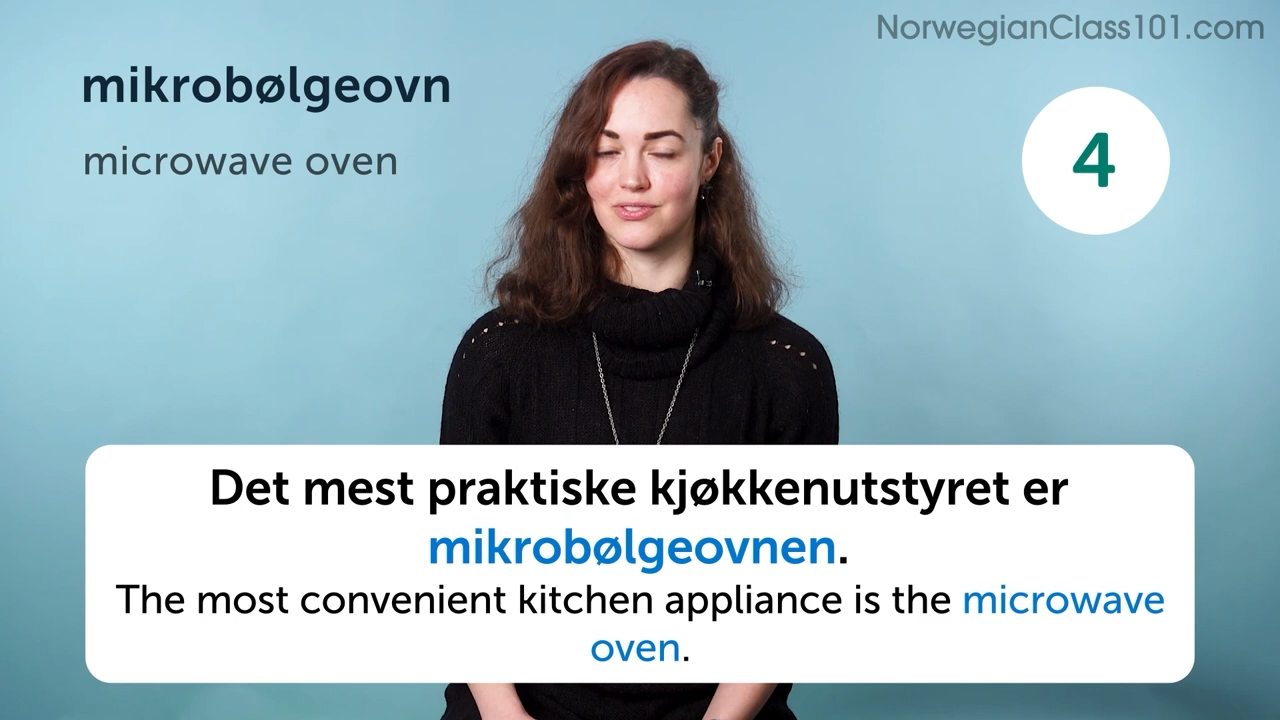 NorwegianClass101.com
mikrobølgeovn
microwave oven
4
Det mest praktiske kjøkkenutstyret er
mikrobølgeovnen.
The most convenient kitchen appliance is the microwave
oven.